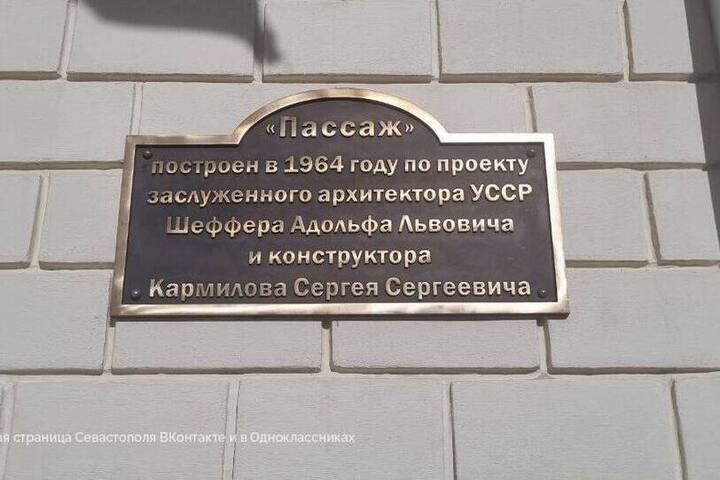 «Пассаж»
построен в 1964 году по проекту
заслуженного архитектора УССР
Шеффера Адольфа Львовича
и конструктора
Кармилова Сергея Сергеевича
страница Севастополя ВКонтакте и в Одноклассниках